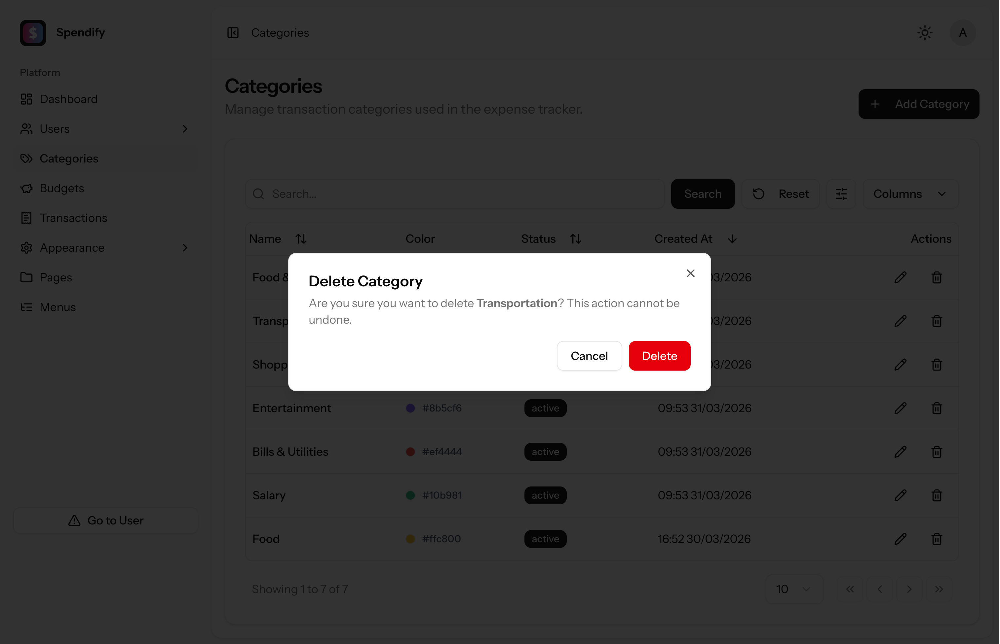 $ Spendify
Platform
Dashboard
Users
Categories
Budgets
Transactions
Appearance
Pages
Menus
Go to User
Categories
A
Categories
Manage transaction categories used in the expense tracker.
Add Category
Search...
Search
Reset
Columns
Name Color Status Created At Actions
Food & 03/2026
Transp 03/2026
Shopp 03/2026
Delete Category
Are you sure you want to delete Transportation? This action cannot be
undone.
Cancel Delete
Entertainment #8b5cf6 active 09:53 31/03/2026
Bills & Utilities #ef4444 active 09:53 31/03/2026
Salary #10b981 active 09:53 31/03/2026
Food #ffc800 active 16:52 30/03/2026
Showing 1 to 7 of 7
10